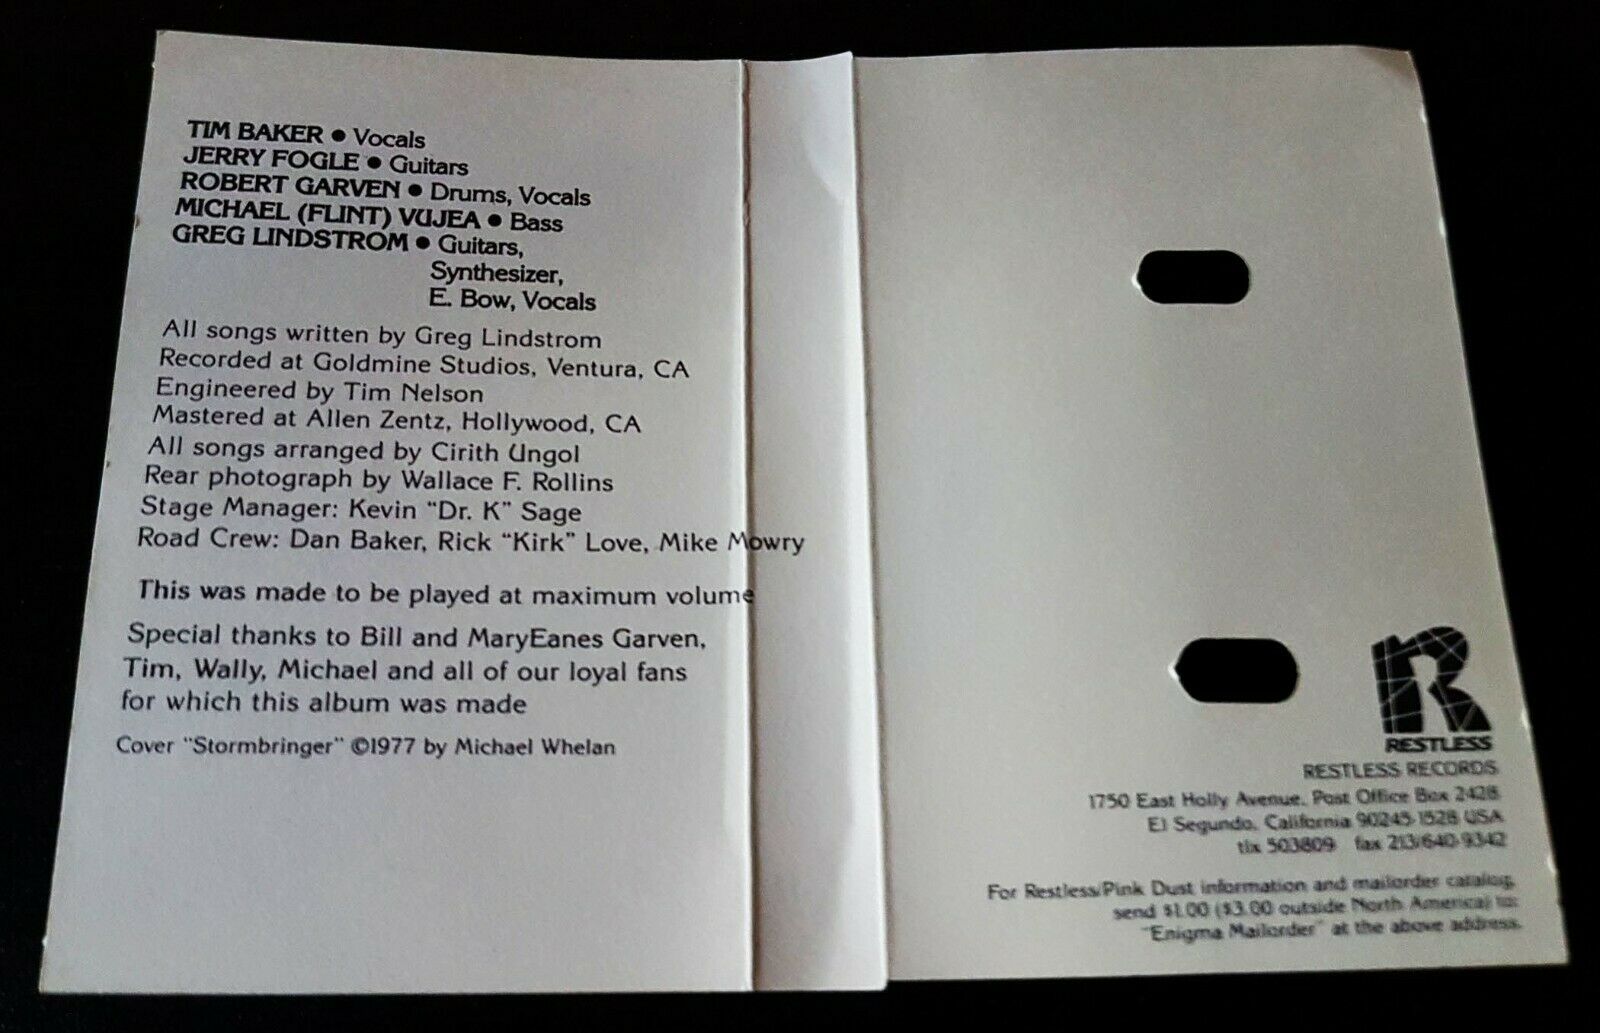 TIM BAKER ● Vocals
JERRY FOGLE ● Guitars
ROBERT GARVEN ● Drums, Vocals
MICHAEL (FLINT) VUJEA ● Bass
GREG LINDSTROM ● Guitars,
Synthesizer,
E. Bow, Vocals
All songs written by Greg Lindstrom
Recorded at Goldmine Studios, Ventura, CA
Engineered by Tim Nelson
Mastered at Allen Zentz, Hollywood, CA
All songs arranged by Cirith Ungol
Rear photograph by Wallace F. Rollins
Stage Manager: Kevin “Dr. K” Sage
Road Crew: Dan Baker, Rick “Kirk” Love, Mike Mowry
This was made to be played at maximum volume
Special thanks to Bill and MaryEanes Garven,
Tim, Wally, Michael and all of our loyal fans
for which this album was made
Cover “Stormbringer” ©1977 by Michael Whelan
R
RESTLESS
RESTLESS RECORDS
1750 East Holly Avenue, Post Office Box 2428
El Segundo, California 90245-1528 USA
tlx 503809 fax 213/640-9342
For Restless/Pink Dust information and mailorder catalog,
send $1.00 ($3.00 outside North America) to:
“Enigma Mailorder” at the above address.